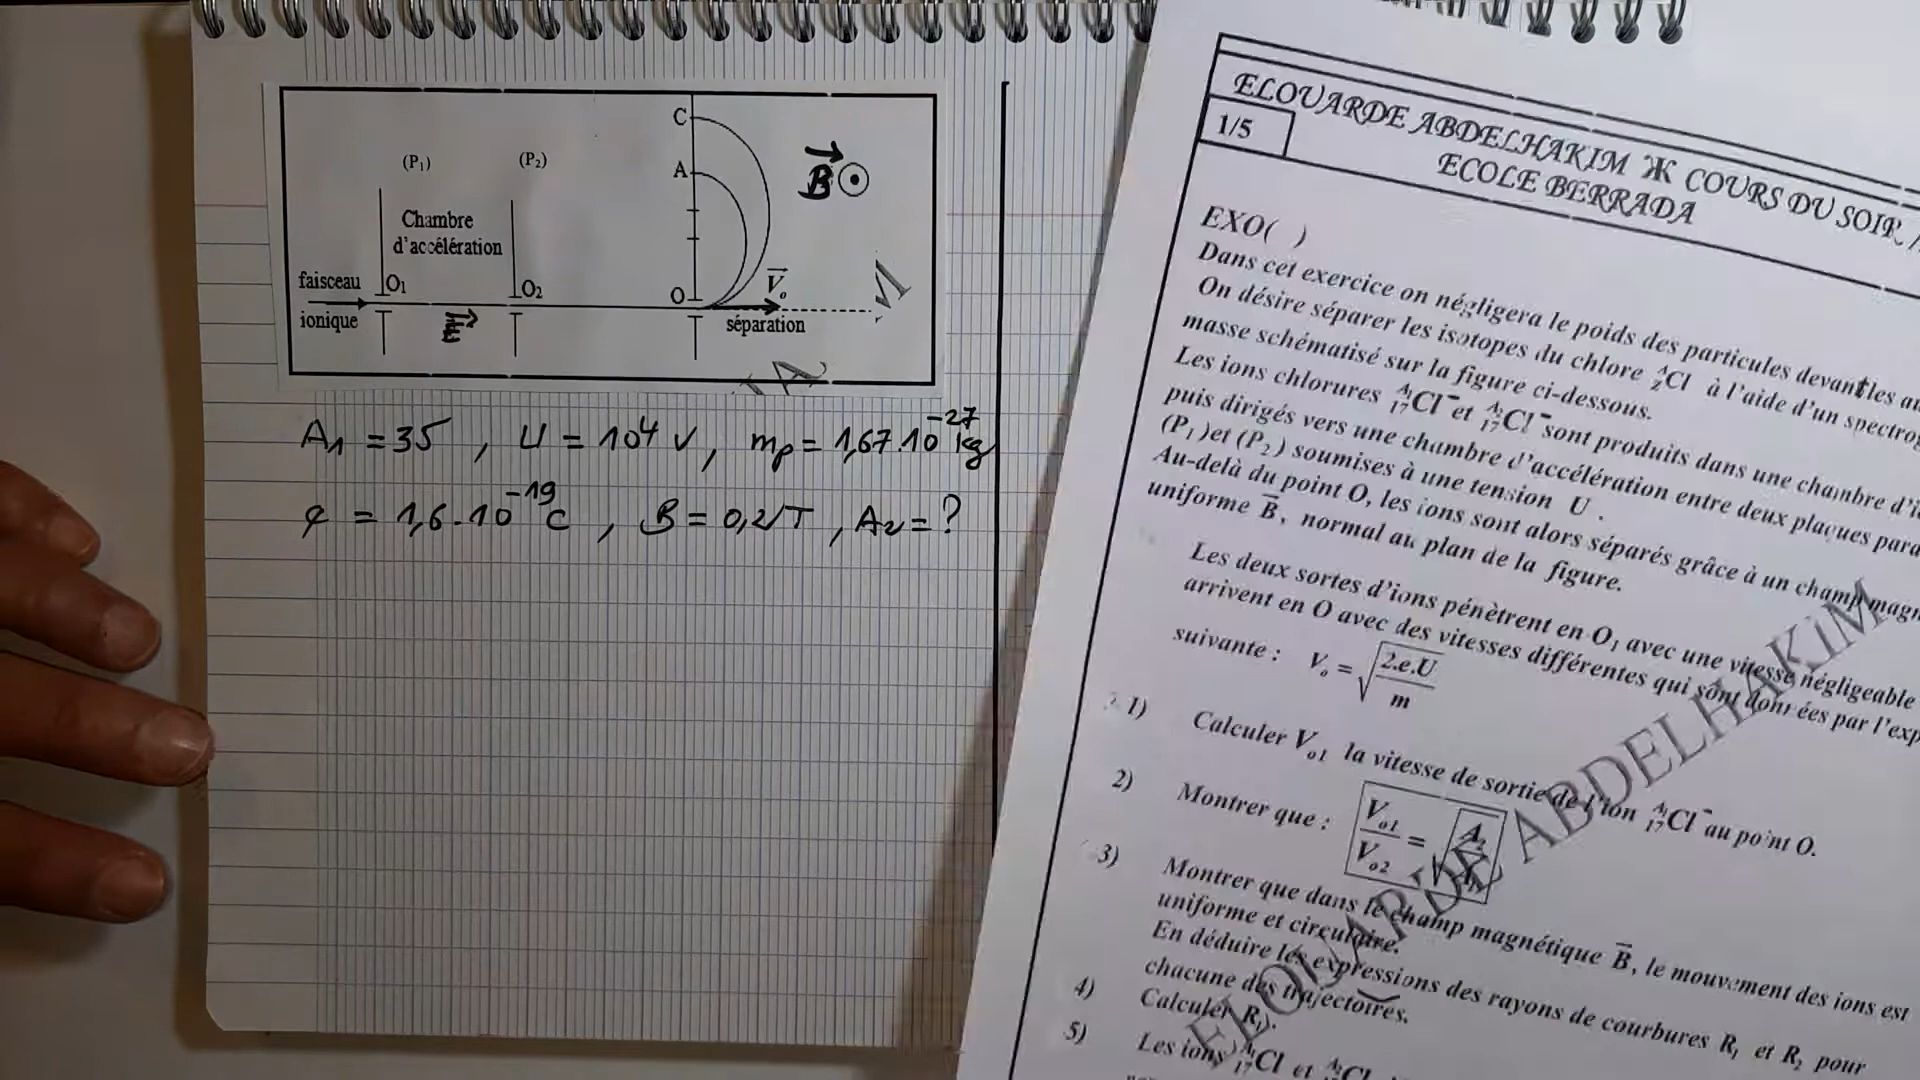 C
A
(P₁)
(P₂)
B
Chambre
d'accélération
faisceau
O₁
O₂
O
V₀
ionique
E
séparation
A₁ = 35 , U = 10⁴ V, mp = 1,67.10⁻²⁷ kg
q = 1,6.10⁻¹⁹ C , B = 0,2T , A₂ = ?
ELOUARDE ABDELHAKIM Ж COURS DU SOIR
1/5
ECOLE BERRADA
EXO( )
Dans cet exercice on négligera le poids des particules devant les
On désire séparer les isotopes du chlore ᴬ_Z Cl à l'aide d'un
masse schématisé sur la figure ci-dessous.
Les ions chlorures ᴬ¹₁₇Cl⁻ et ᴬ²₁₇Cl⁻ sont produits dans une chambre
puis dirigés vers une chambre d'accélération entre deux plaques
(P₁) et (P₂) soumises à une tension U .
Au-delà du point O, les ions sont alors séparés grâce à un champ
uniforme B, normal au plan de la figure.
Les deux sortes d'ions pénètrent en O₁ avec une vitesse négligeable
arrivent en O avec des vitesses différentes qui sont données par
suivante : V₀ = √(2.e.U / m)
1) Calculer V₀₁ la vitesse de sortie de l'ion ᴬ¹₁₇Cl⁻ au point O.
2) Montrer que : V₀₁ / V₀₂ = √
3) Montrer que dans le champ magnétique B, le mouvement des ions est
uniforme et circulaire.
En déduire les expressions des rayons de courbures R₁ et R₂ pour
chacune des trajectoires.
4) Calculer R₁.
5) Les ions ᴬ¹₁₇Cl et
ELOUARDE ABDELHAKIM